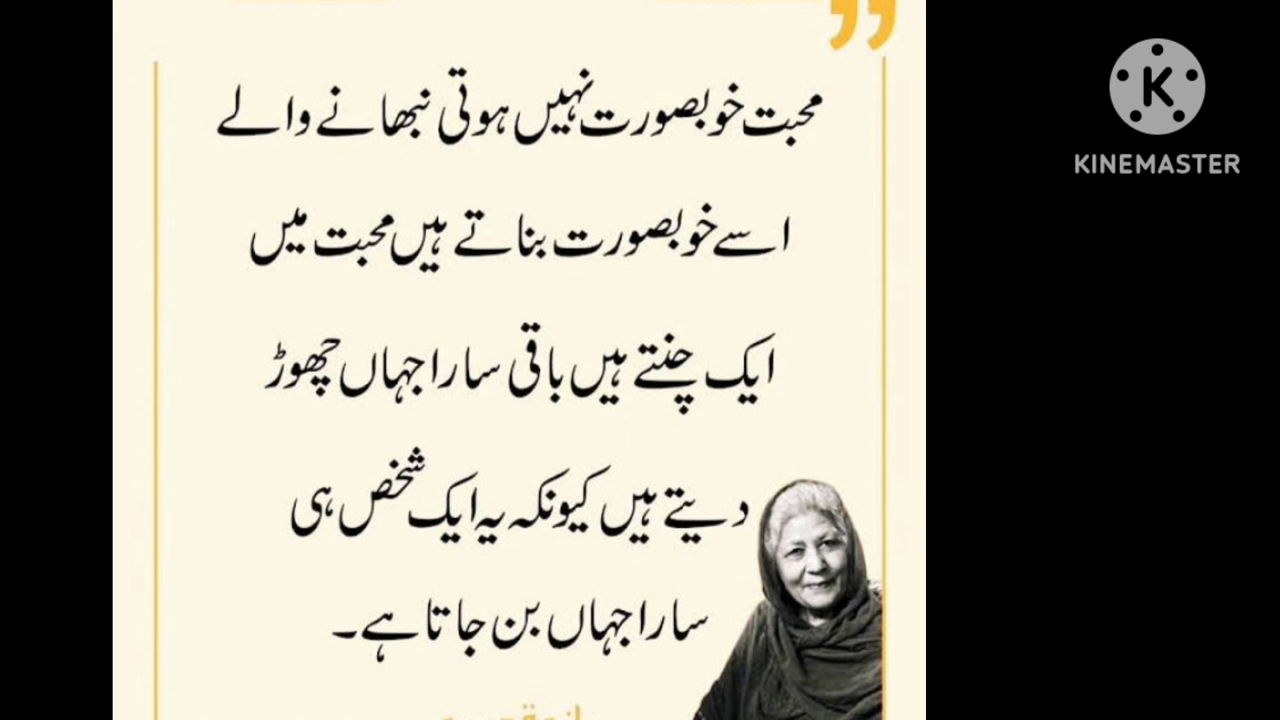 محبت خوبصورت نہیں ہوتی نبھانے والے
اسے خوبصورت بناتے ہیں محبت میں
ایک چنتے ہیں باقی سارا جہاں چھوڑ
دیتے ہیں کیونکہ یہ ایک شخص ہی
سارا جہاں بن جاتا ہے۔
KINEMASTER